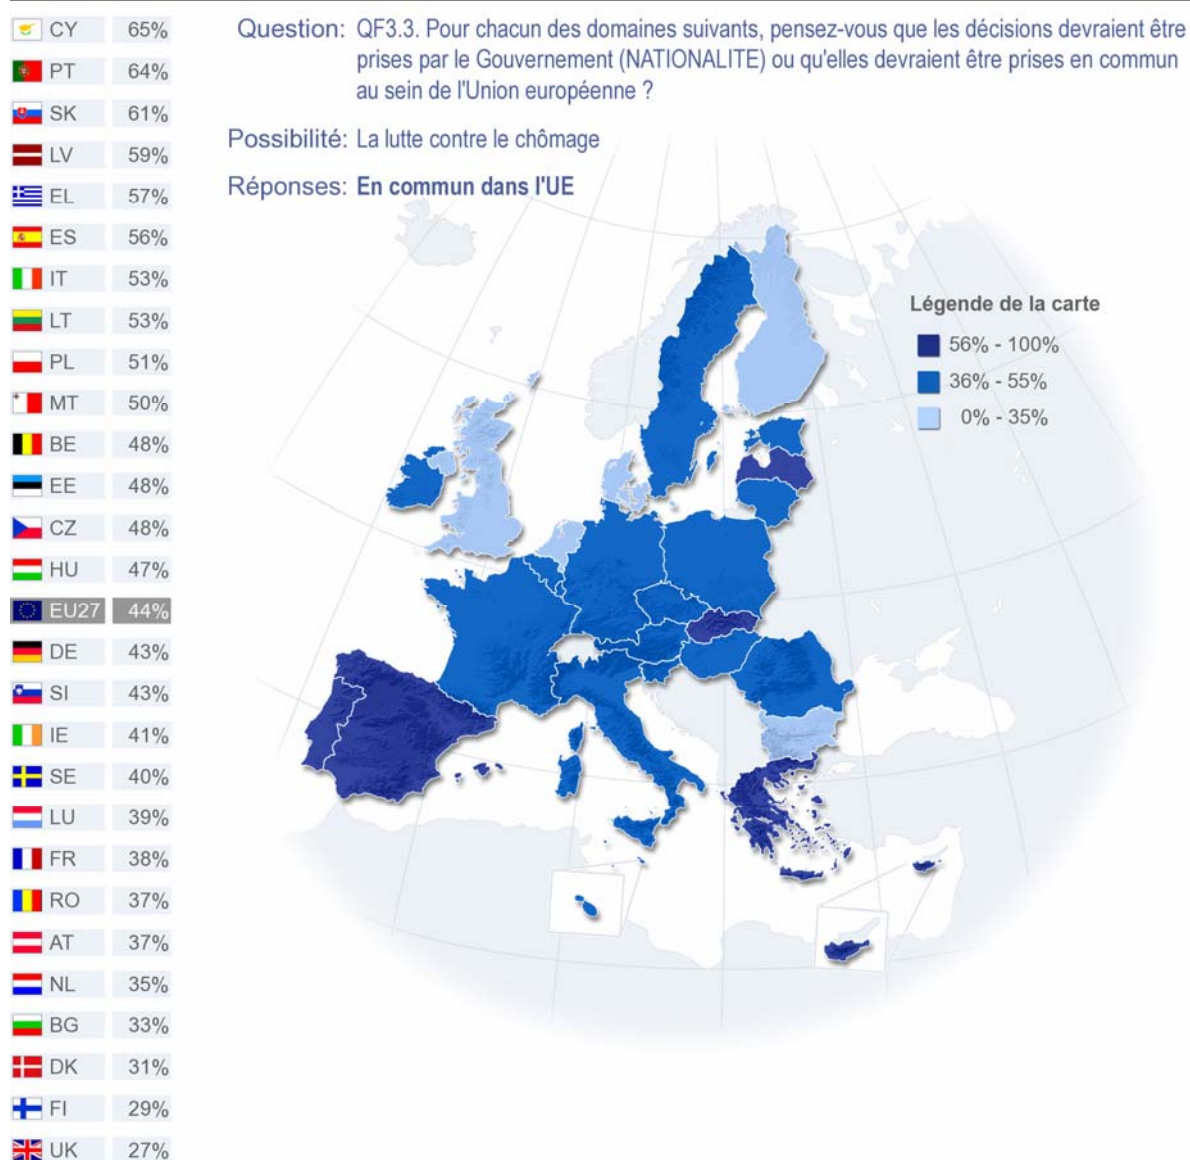 Question: QF3.3. Pour chacun des domaines suivants, pensez-vous que les décisions devraient être
prises par le Gouvernement (NATIONALITE) ou qu'elles devraient être prises en commun
au sein de l'Union européenne ?
Possibilité: La lutte contre le chômage
Réponses: En commun dans l'UE
CY 65%
PT 64%
SK 61%
LV 59%
EL 57%
ES 56%
IT 53%
LT 53%
PL 51%
MT 50%
BE 48%
EE 48%
CZ 48%
HU 47%
EU27 44%
DE 43%
SI 43%
IE 41%
SE 40%
LU 39%
FR 38%
RO 37%
AT 37%
NL 35%
BG 33%
DK 31%
FI 29%
UK 27%
Légende de la carte
56% - 100%
36% - 55%
0% - 35%